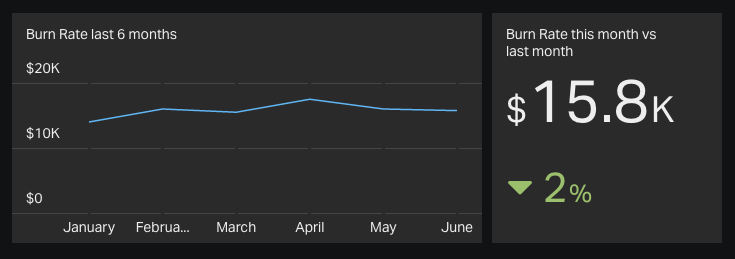 Burn Rate last 6 months
$20K
$10K
$0
January Februa... March April May June
Burn Rate this month vs
last month
$15.8K
2%